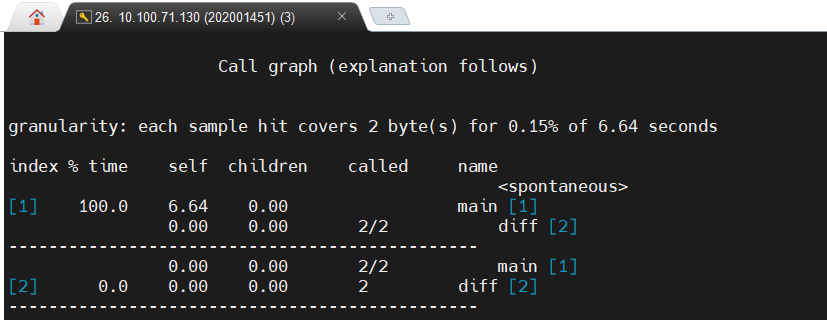 26. 10.100.71.130 (202001451) (3)
Call graph (explanation follows)
granularity: each sample hit covers 2 byte(s) for 0.15% of 6.64 seconds
index % time    self  children    called     name
<spontaneous>
[1]    100.0    6.64    0.00                 main [1]
0.00    0.00       2/2           diff [2]
-----------------------------------------------
0.00    0.00       2/2           main [1]
[2]      0.0    0.00    0.00       2         diff [2]
-----------------------------------------------